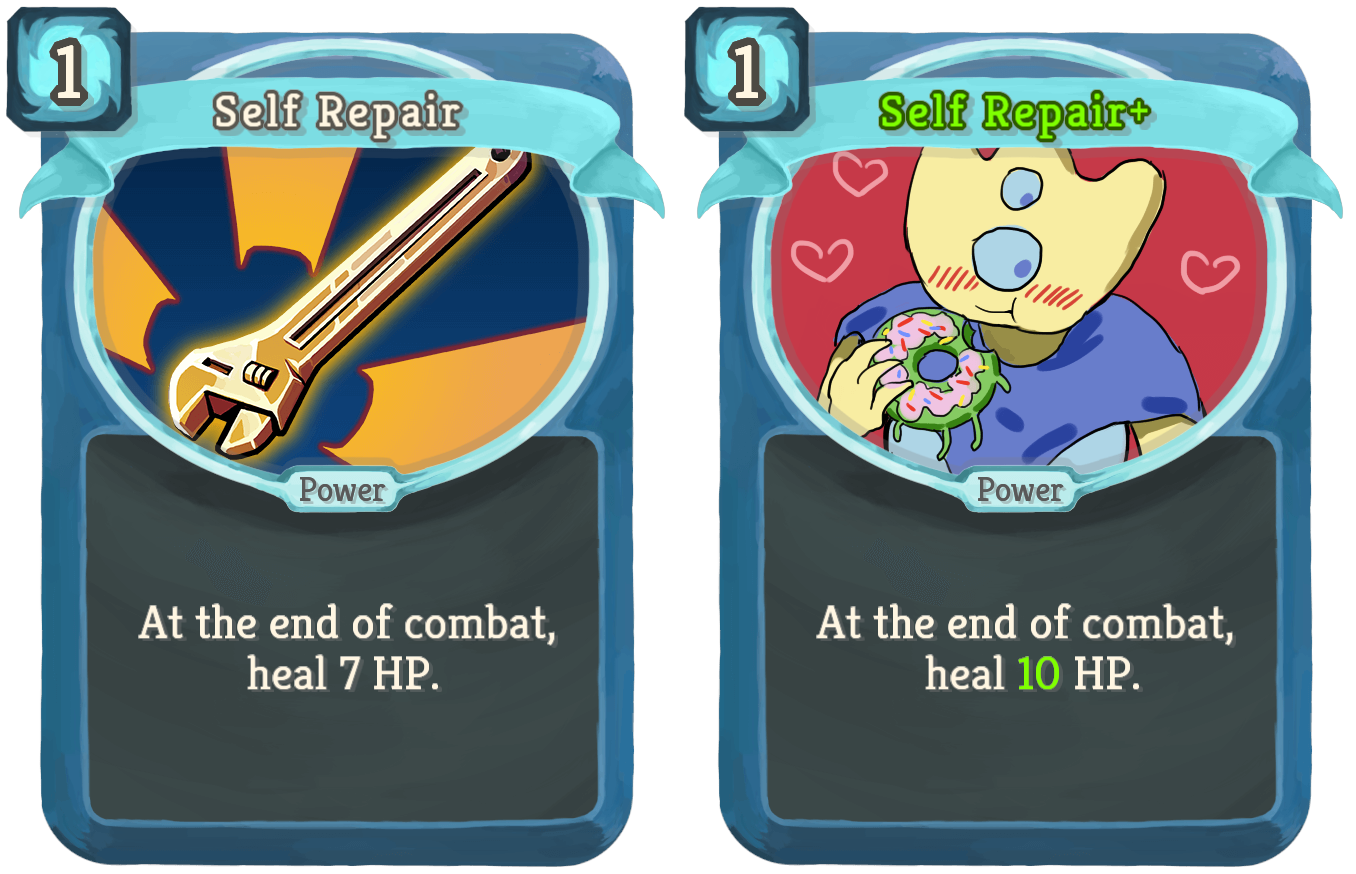 1
Self Repair
Power
At the end of combat,
heal 7 HP.
1
Self Repair+
Power
At the end of combat,
heal 10 HP.